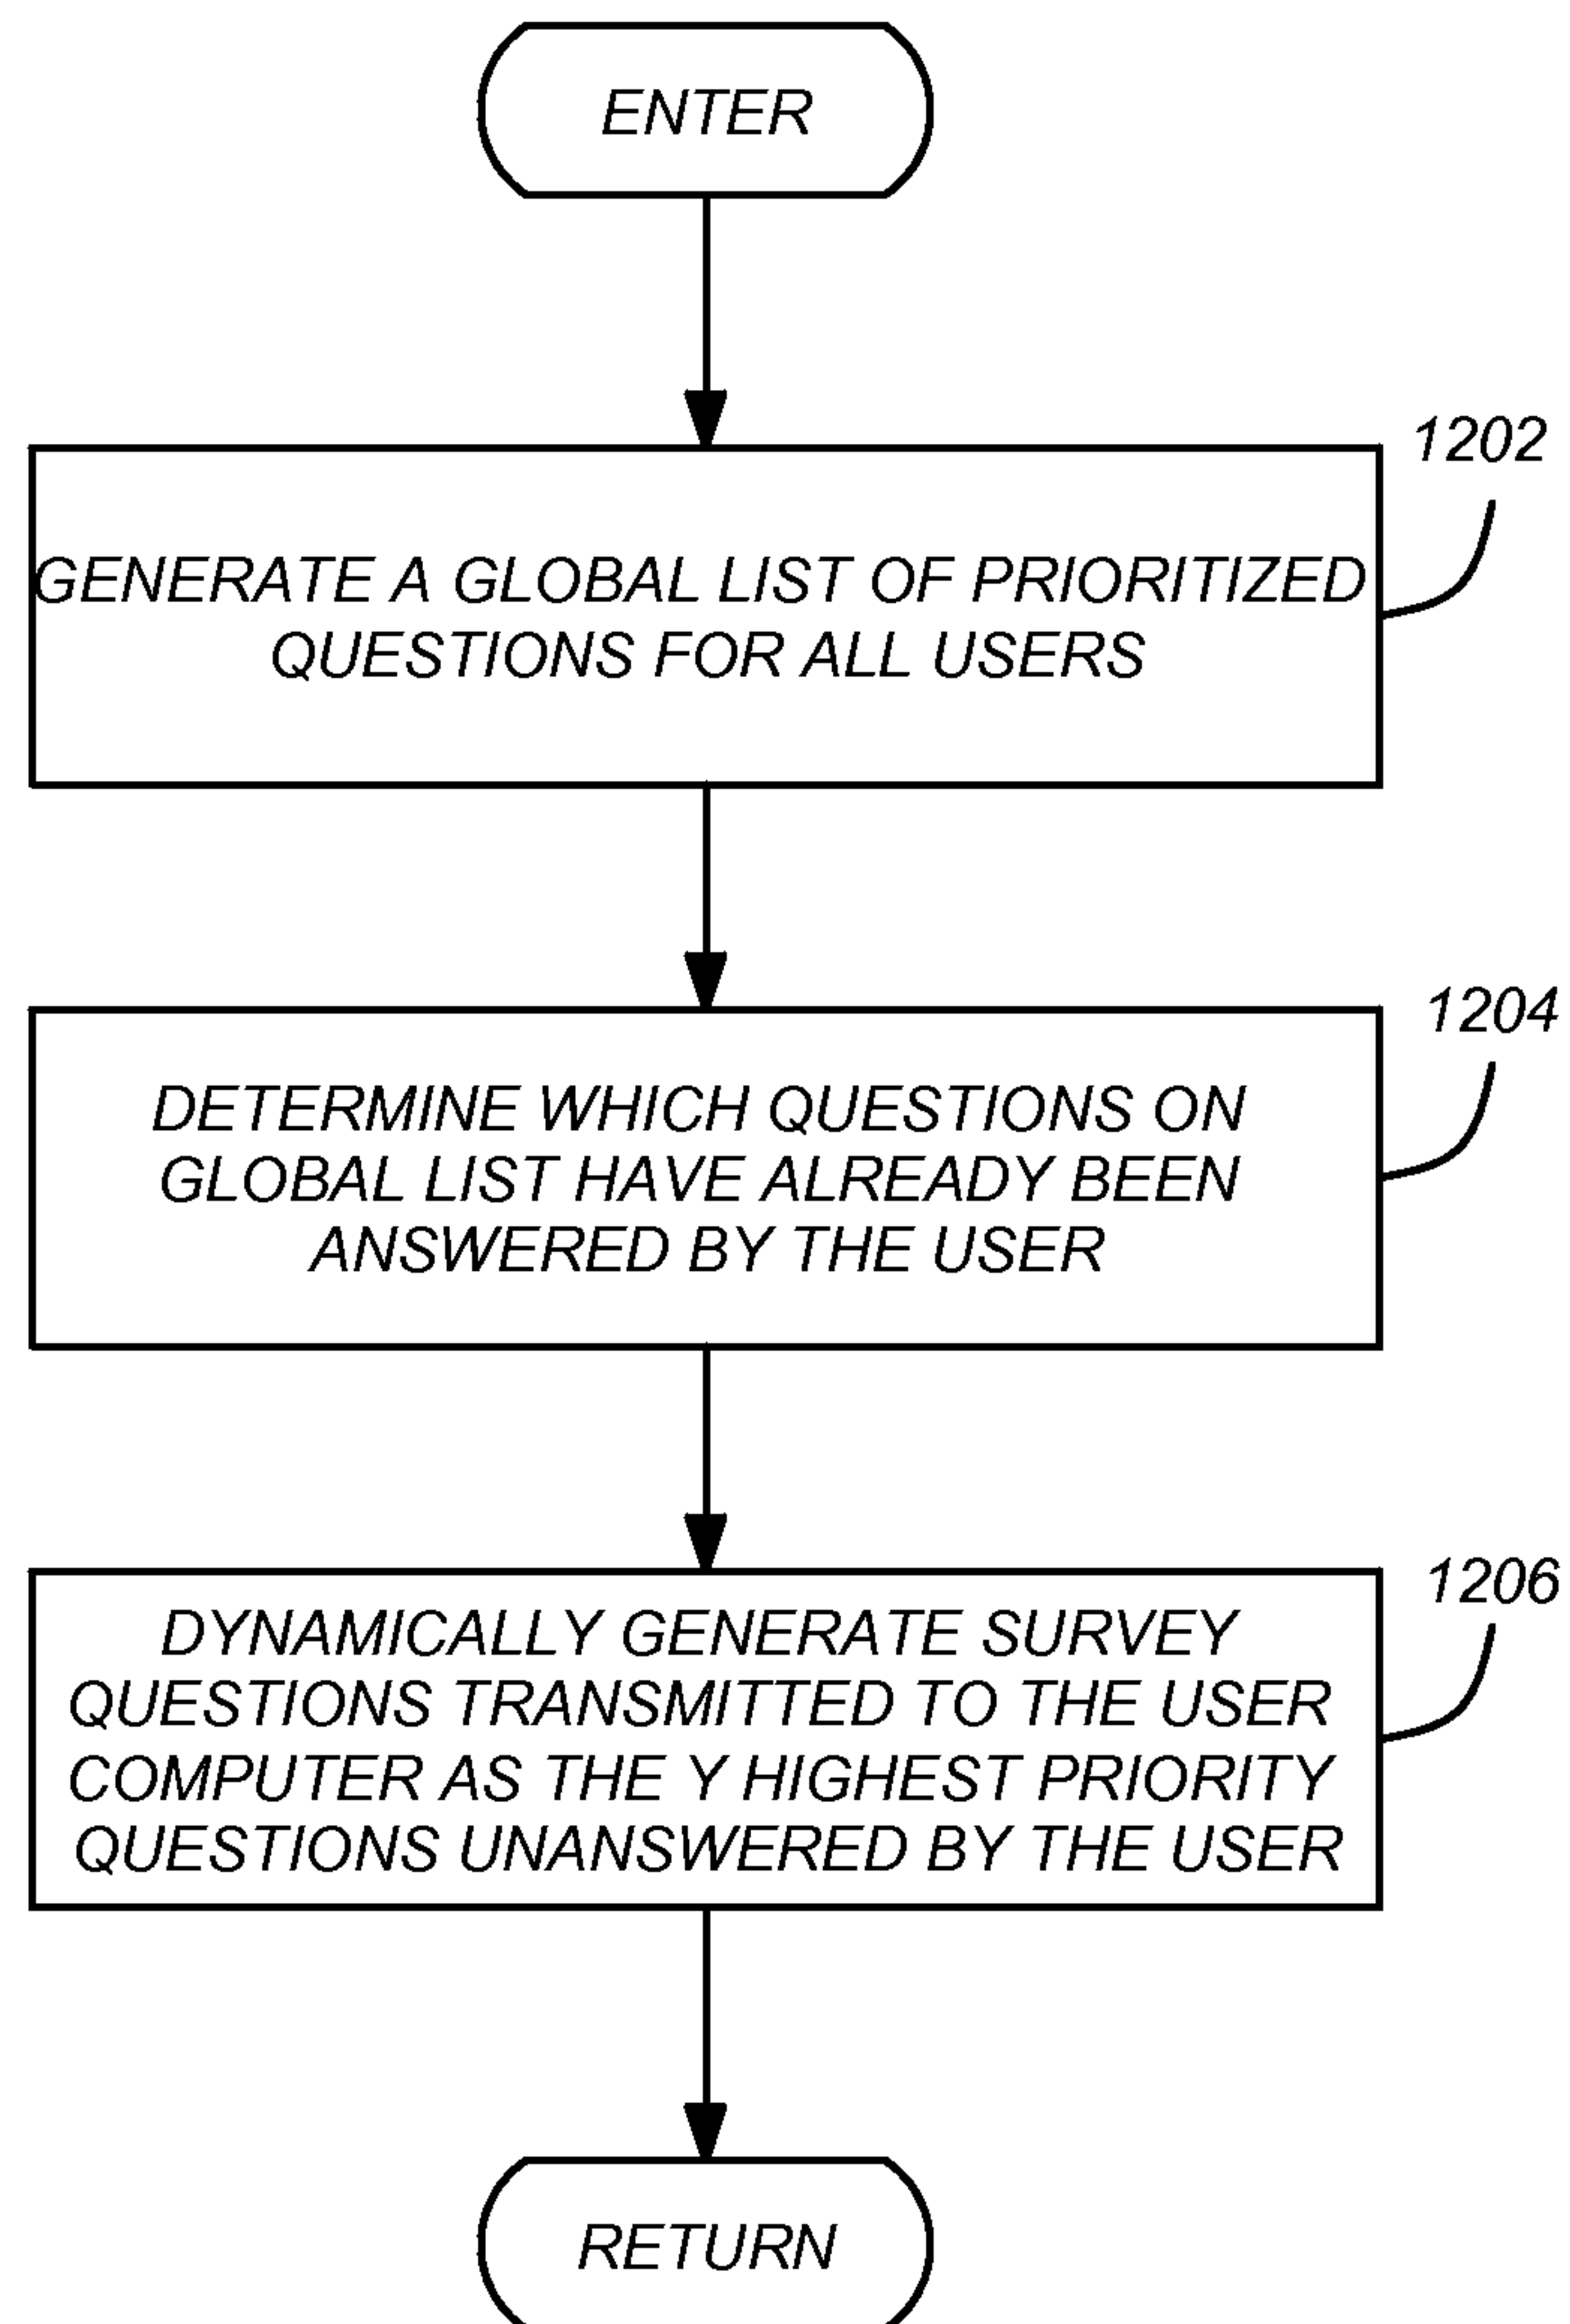 ENTER
1202
GENERATE A GLOBAL LIST OF PRIORITIZED
QUESTIONS FOR ALL USERS
1204
DETERMINE WHICH QUESTIONS ON
GLOBAL LIST HAVE ALREADY BEEN
ANSWERED BY THE USER
1206
DYNAMICALLY GENERATE SURVEY
QUESTIONS TRANSMITTED TO THE USER
COMPUTER AS THE Y HIGHEST PRIORITY
QUESTIONS UNANSWERED BY THE USER
RETURN